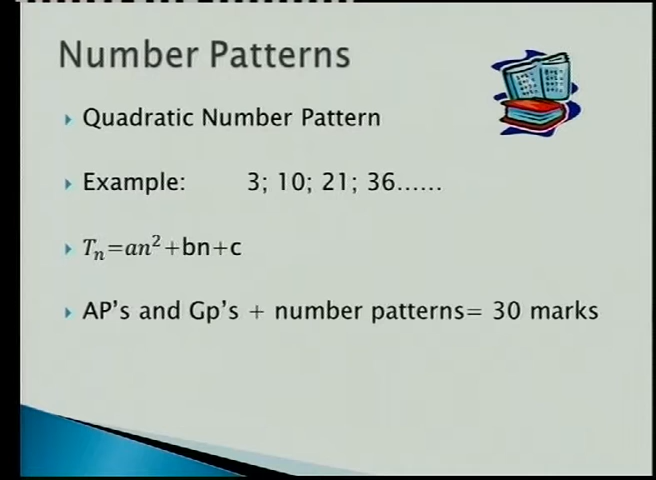 Number Patterns
Quadratic Number Pattern
Example: 3; 10; 21; 36......
Tₙ=an²+bn+c
AP's and Gp's + number patterns= 30 marks